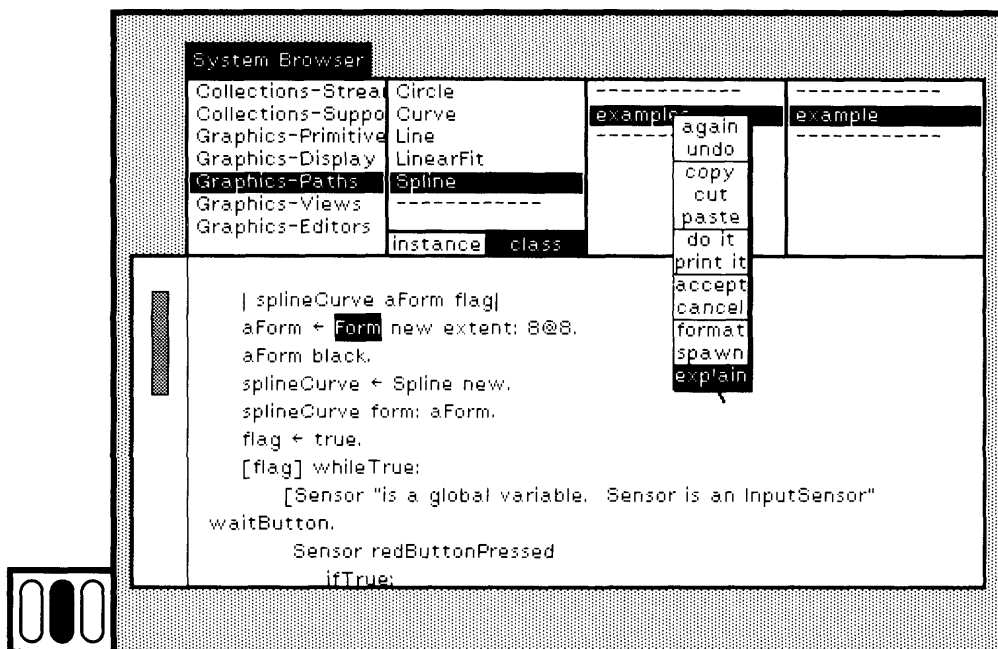 System Browser
Collections-Strea
Collections-Suppo
Graphics-Primitive
Graphics-Display
Graphics-Paths
Graphics-Views
Graphics-Editors
Circle
Curve
Line
LinearFit
Spline
-------------
instance
class
------------
examples
------------
------------
example
------------
again
undo
copy
cut
paste
do it
print it
accept
cancel
format
spawn
explain
| splineCurve aForm flag|
aForm ← Form new extent: 8@8.
aForm black.
splineCurve ← Spline new.
splineCurve form: aForm.
flag ← true.
[flag] whileTrue:
[Sensor "is a global variable.  Sensor is an InputSensor"
waitButton.
Sensor redButtonPressed
ifTrue: